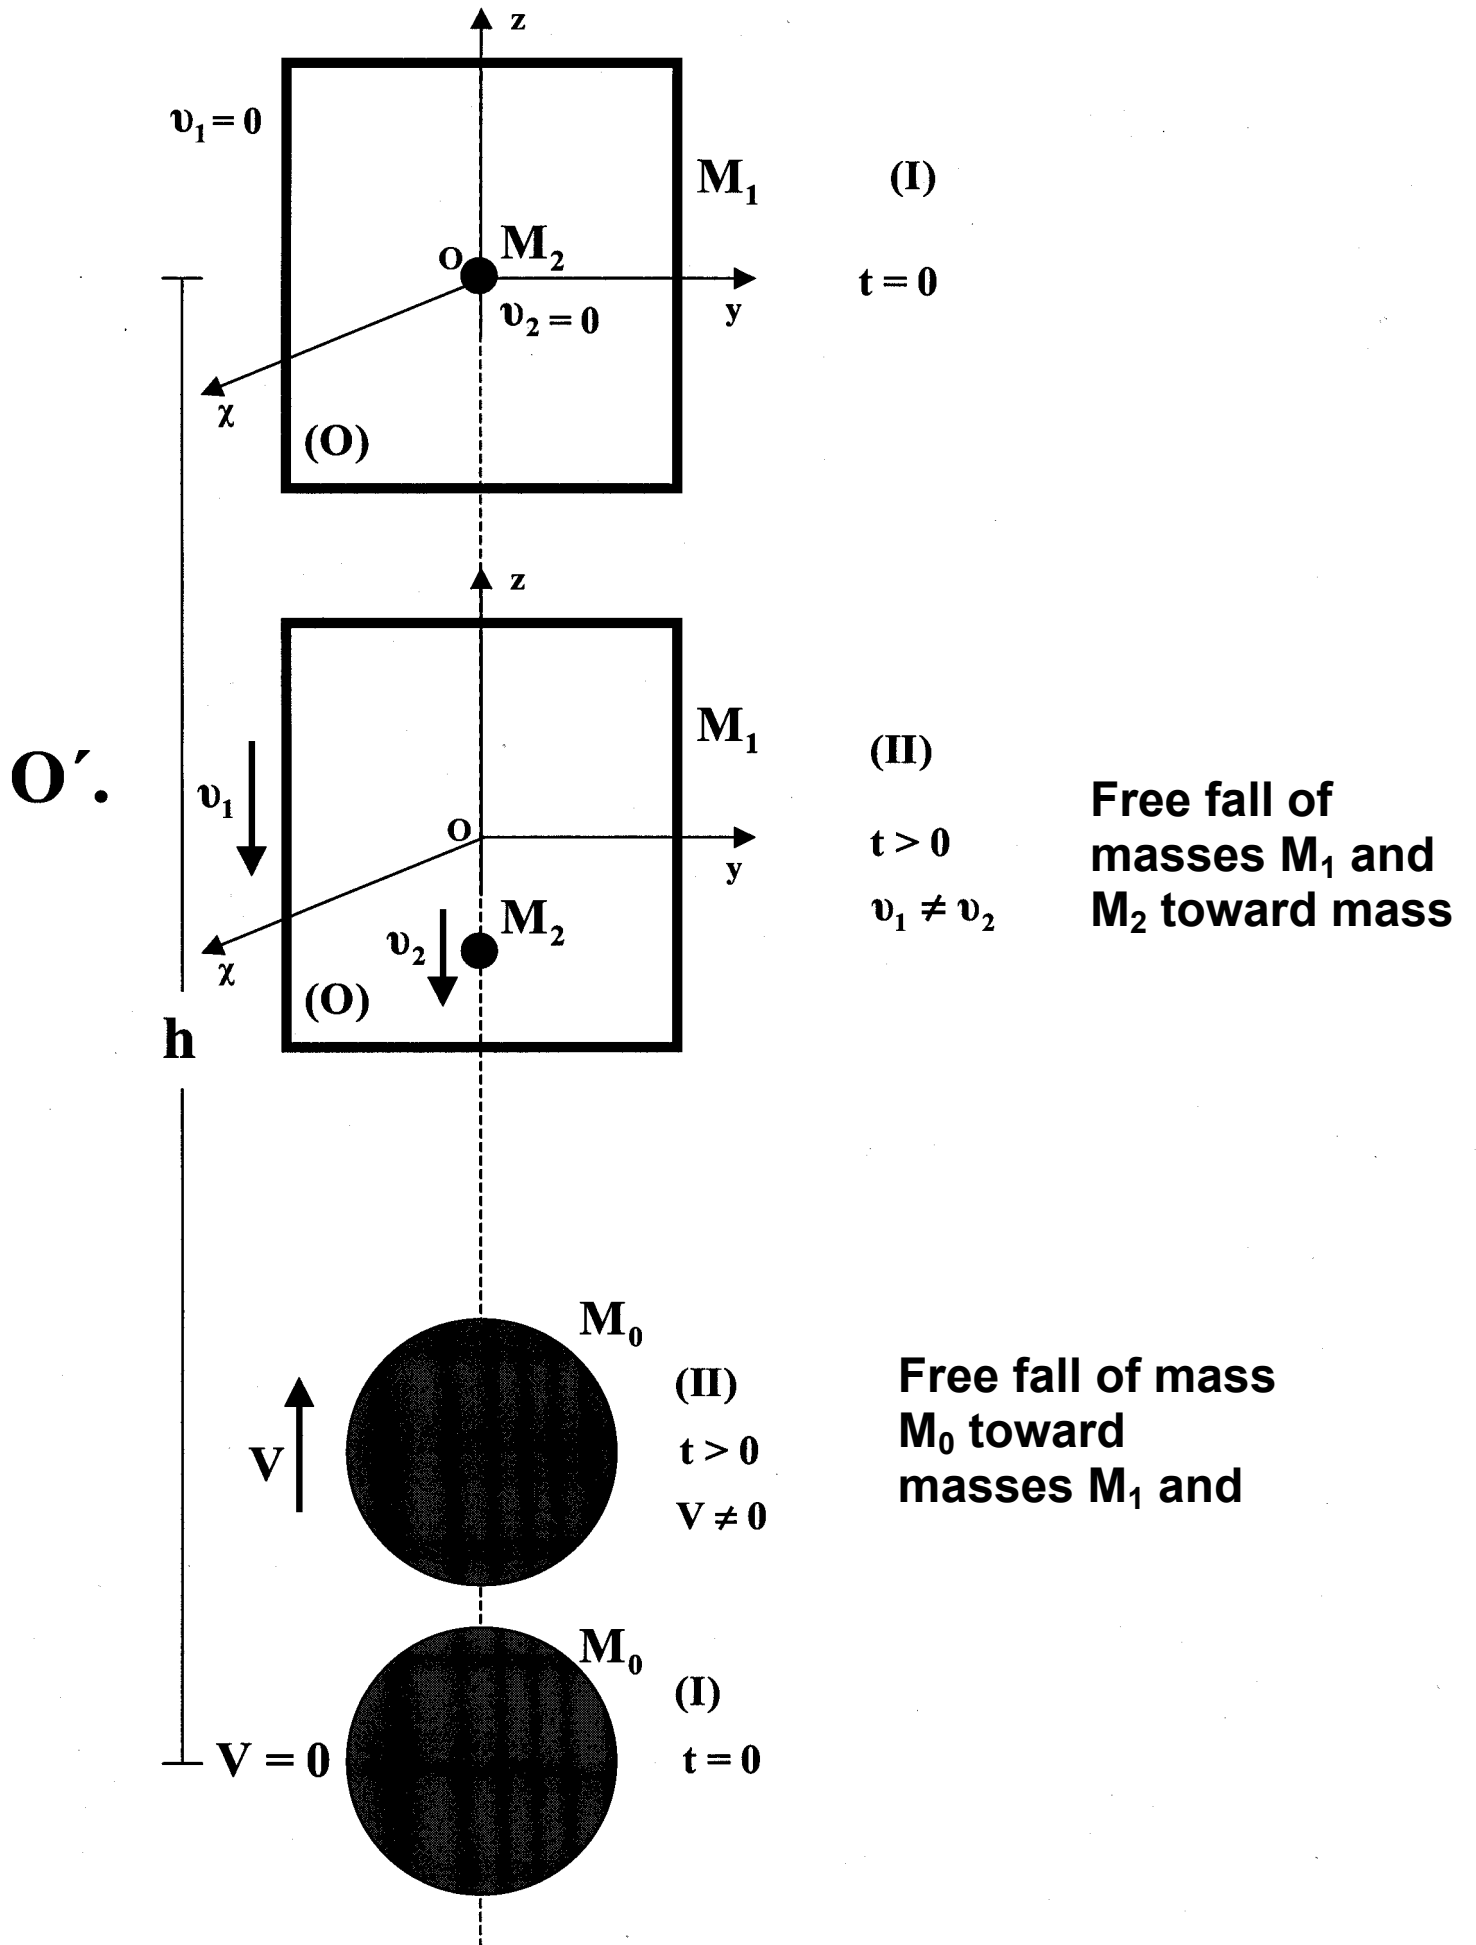 z
υ₁ = 0
M₁
(I)
O
M₂
t = 0
υ₂ = 0
y
χ
(O)
z
M₁
(II)
O´.
υ₁
Free fall of
masses M₁ and
M₂ toward mass
t > 0
O
y
υ₁ ≠ υ₂
M₂
υ₂
χ
(O)
h
M₀
(II)
Free fall of mass
M₀ toward
masses M₁ and
V
t > 0
V ≠ 0
M₀
(I)
V = 0
t = 0